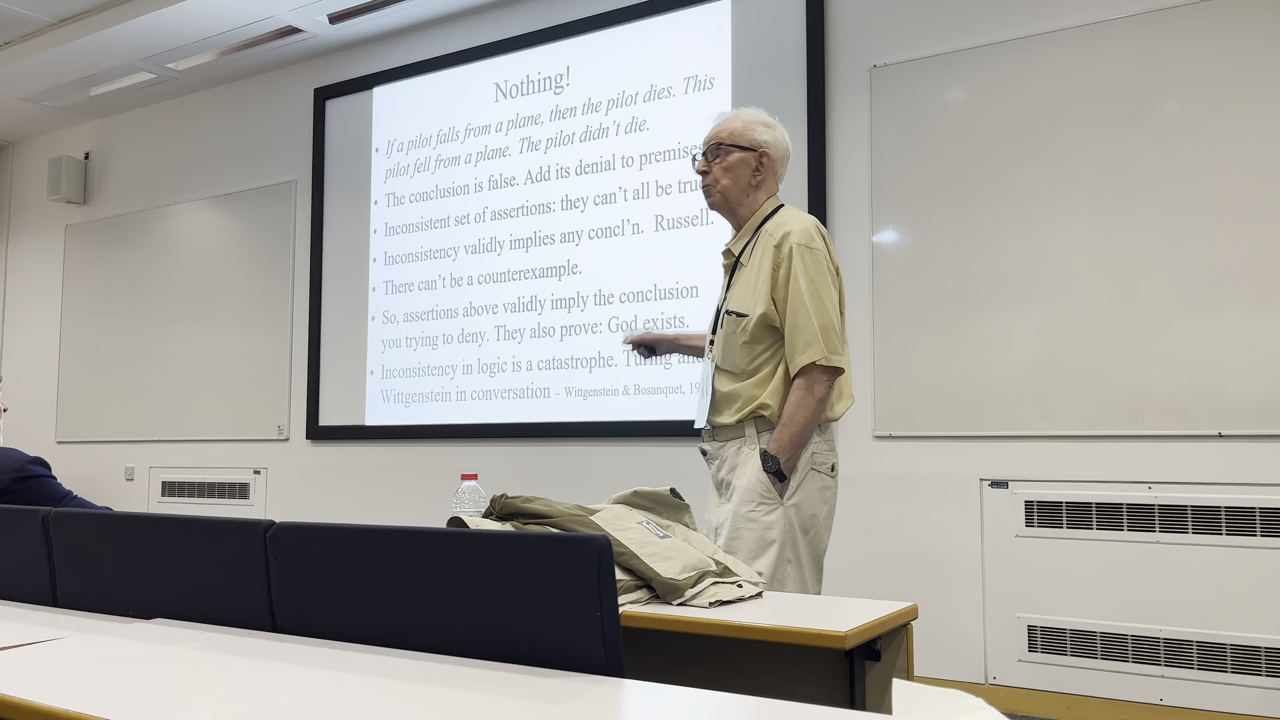 Nothing!
• If a pilot falls from a plane, then the pilot dies. This
pilot fell from a plane. The pilot didn't die.
• The conclusion is false. Add its denial to premises
• Inconsistent set of assertions: they can't all be
• Inconsistency validly implies any concl'n. Russell.
• There can't be a counterexample.
• So, assertions above validly imply the conclusion
you trying to deny. They also prove: God exists.
• Inconsistency in logic is a catastrophe. Turing and
Wittgenstein in conversation – Wittgenstein & Bosanquet,